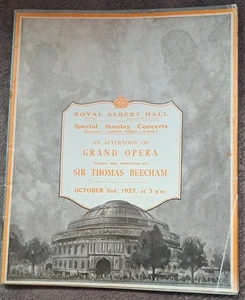 ROYAL ALBERT HALL
Special Sunday Concerts
AN AFTERNOON OF
GRAND OPERA
SIR THOMAS BEECHAM
OCTOBER 2nd, 1927, at 3 p.m.